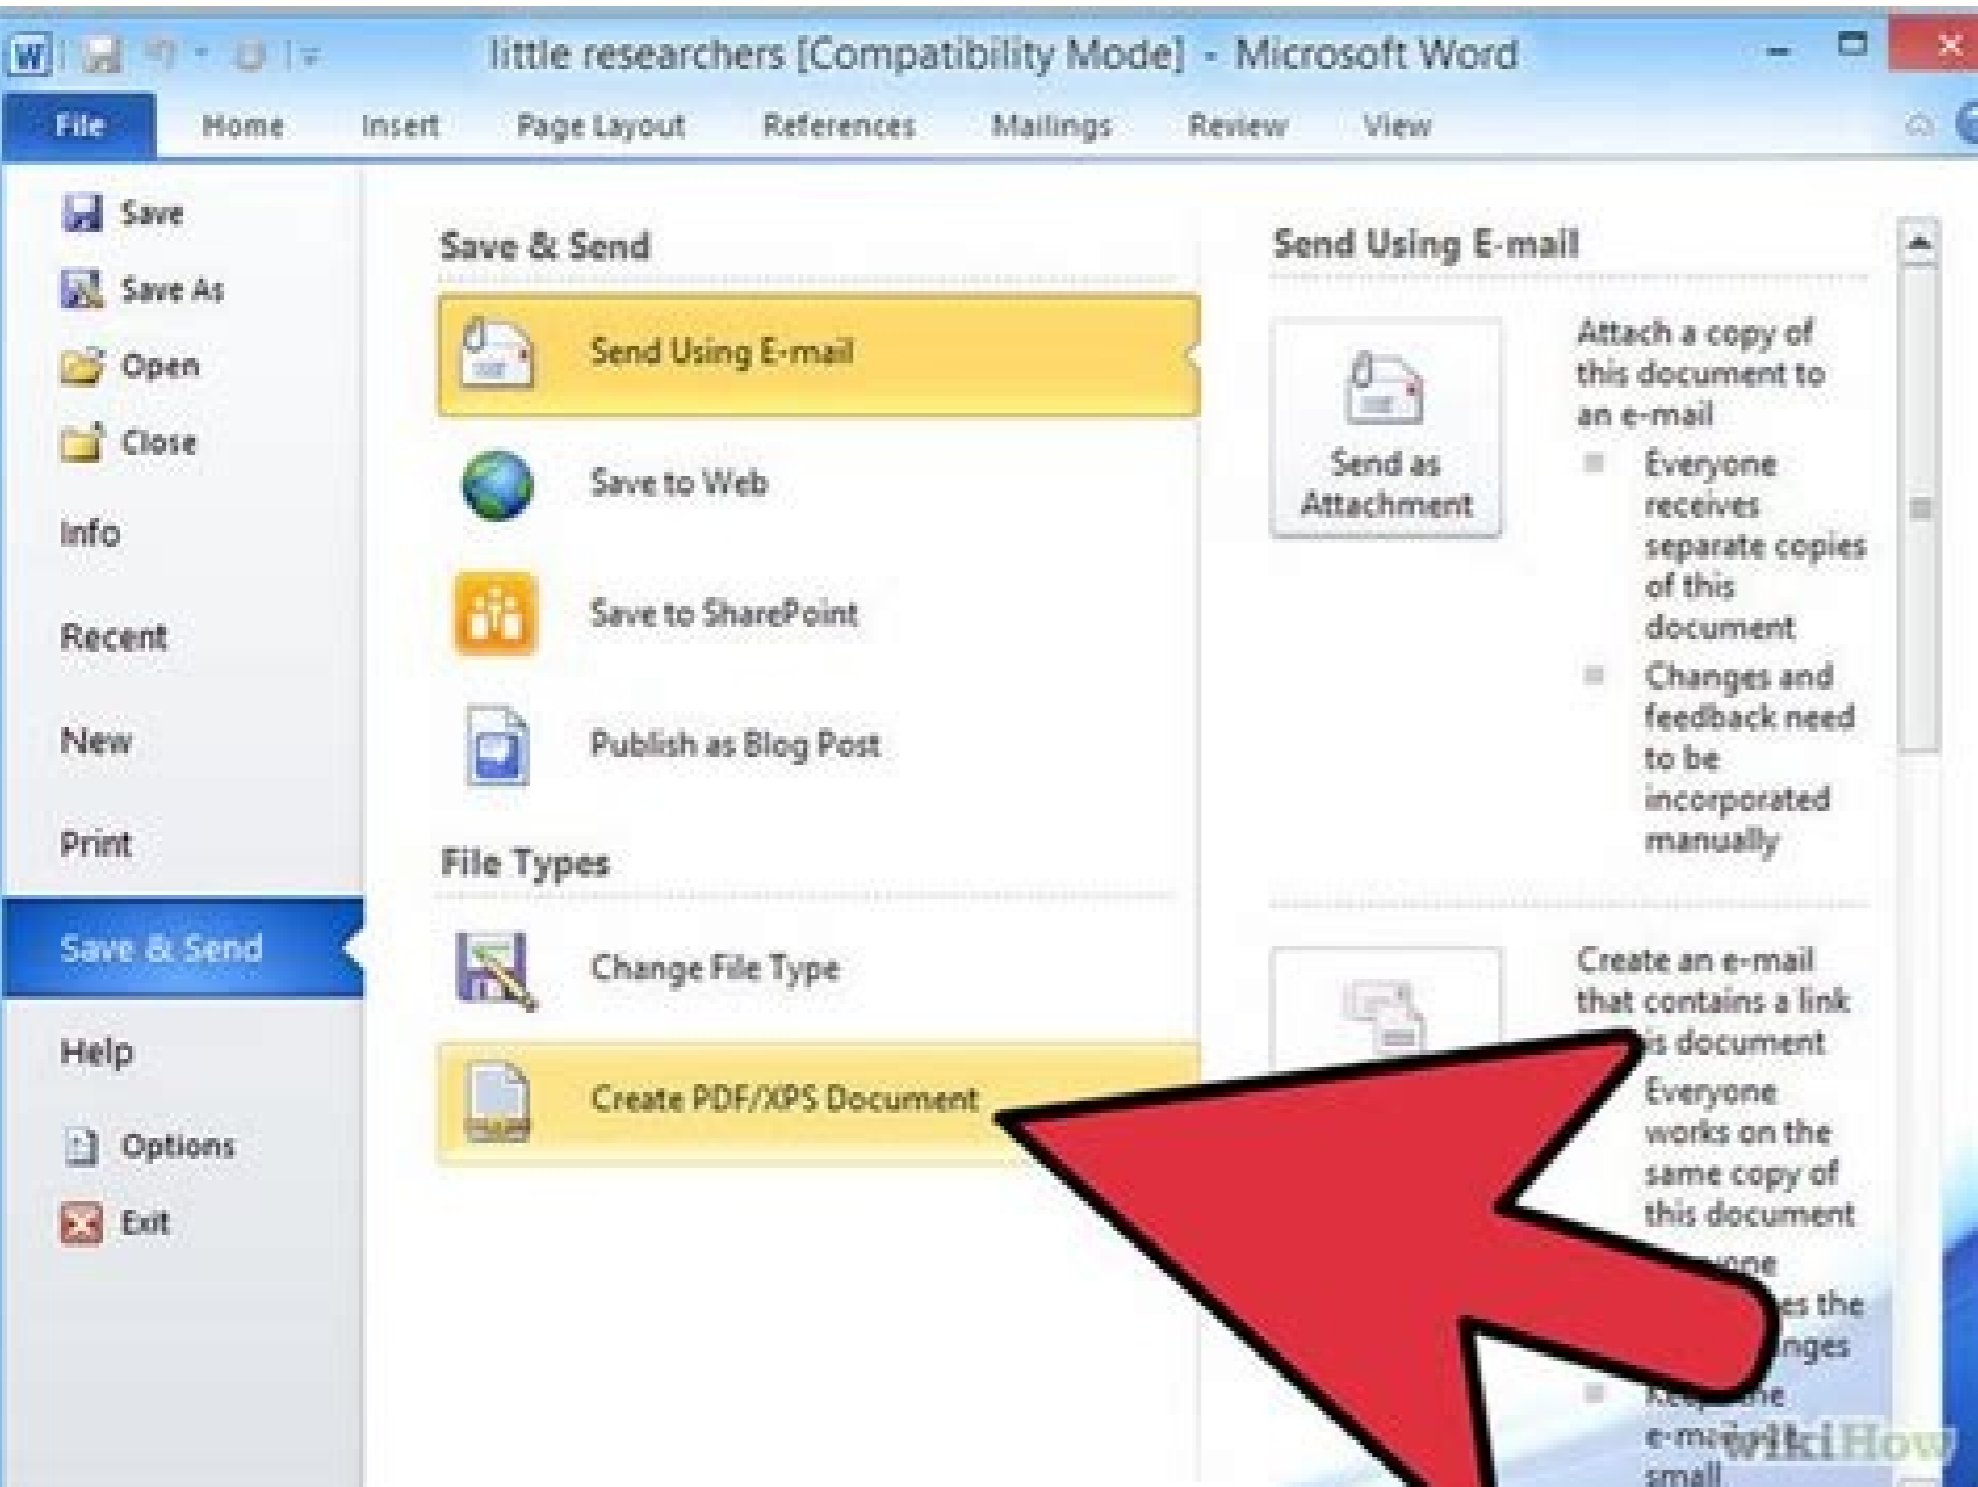 W
little researchers [Compatibility Mode] - Microsoft Word
File Home Insert Page Layout References Mailings Review View
Save
Save As
Open
Close
Info
Recent
New
Print
Save & Send
Help
Options
Exit
Save & Send
Send Using E-mail
Save to Web
Save to SharePoint
Publish as Blog Post
File Types
Change File Type
Create PDF/XPS Document
Send Using E-mail
Send as
Attachment
Attach a copy of
this document to
an e-mail
Everyone
receives
separate copies
of this
document
Changes and
feedback need
to be
incorporated
manually
Create an e-mail
that contains a link
is document
Everyone
works on the
same copy of
this document
the
small
wikiHow